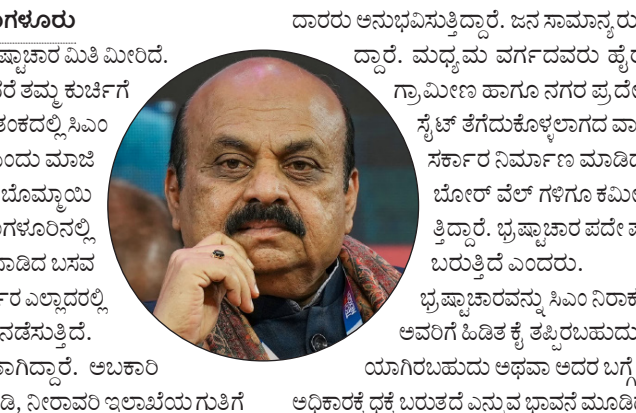 ಗಳೂರು
ಷ್ಟಾಚಾರ ಮಿತಿ ಮೀರಿದೆ.
ರೆ ತಮ್ಮ ಕುರ್ಚಿಗೆ
ತಂಕದಲ್ಲಿ ಸಿಎಂ
ಂದು ಮಾಜಿ
ಬೊಮ್ಮಾಯಿ
ಗಳೂರಿನಲ್ಲಿ
ಾಡಿದ ಬಸವ
ರ ಎಲ್ಲಾದರಲ್ಲಿ
ನಡೆಸುತ್ತಿದೆ.
ಾಗಿದ್ದಾರೆ. ಅಬಕಾರಿ
ಡಿ, ನೀರಾವರಿ ಇಲಾಖೆಯ ಗುತಿಗೆ
ದಾರರು ಅನುಭವಿಸುತ್ತಿದ್ದಾರೆ. ಜನ ಸಾಮಾನ್ಯರು
ದ್ದಾರೆ. ಮಧ್ಯಮ ವರ್ಗದವರು ಹೈರ
ಗ್ರಾಮೀಣ ಹಾಗೂ ನಗರ ಪ್ರದೇ
ಸೈಟ್ ತೆಗೆದುಕೊಳ್ಳಲಾಗದ ವಾ
ಸರ್ಕಾರ ನಿರ್ಮಾಣ ಮಾಡಿದ
ಬೋರ್ ವೆಲ್ ಗಳಿಗೂ ಕಮೀ
ತ್ತಿದ್ದಾರೆ. ಭ್ರಷ್ಟಾಚಾರ ಪದೇ ಪ
ಬರುತ್ತಿದೆ ಎಂದರು.
ಭ್ರಷ್ಟಾಚಾರವನ್ನು ಸಿಎಂ ನಿರಾಕ
ಅವರಿಗೆ ಹಿಡಿತ ಕೈ ತಪ್ಪಿರಬಹುದು
ಯಾಗಿರಬಹುದು ಅಥವಾ ಅದರ ಬಗ್ಗೆ
ಅಧಿಕಾರಕ್ಕೆ ಧಕ್ಕೆ ಬರುತ್ತದೆ ಎನ್ನುವ ಭಾವನೆ ಮೂಡಿ